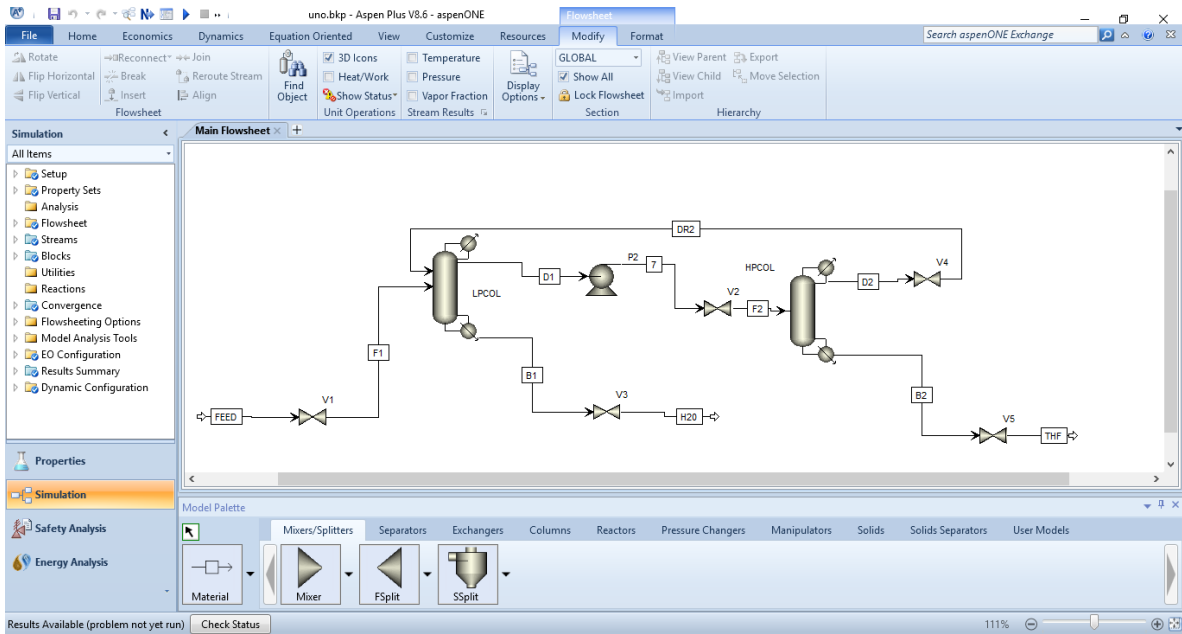 uno.bkp - Aspen Plus V8.6 - aspenONE
Flowsheet
File Home Economics Dynamics Equation Oriented View Customize Resources Modify Format
Search aspenONE Exchange
Rotate Reconnect Join
Flip Horizontal Break Reroute Stream
Flip Vertical Insert Align
Flowsheet
Find Object
3D Icons
Heat/Work
Show Status
Unit Operations
Temperature
Pressure
Vapor Fraction
Stream Results
Display Options
GLOBAL
Show All
Lock Flowsheet
Section
View Parent Export
View Child Move Selection
Import
Hierarchy
Simulation
All Items
Setup
Property Sets
Analysis
Flowsheet
Streams
Blocks
Utilities
Reactions
Convergence
Flowsheeting Options
Model Analysis Tools
EO Configuration
Results Summary
Dynamic Configuration
Properties
Simulation
Safety Analysis
Energy Analysis
Main Flowsheet
DR2
P2
7
HPCOL
V4
D1
D2
LPCOL
V2
F2
F1
B1
B2
V1
V3
V5
FEED
H20
THF
Model Palette
Mixers/Splitters Separators Exchangers Columns Reactors Pressure Changers Manipulators Solids Solids Separators User Models
Material Mixer FSplit SSplit
Results Available (problem not yet run) Check Status
111%